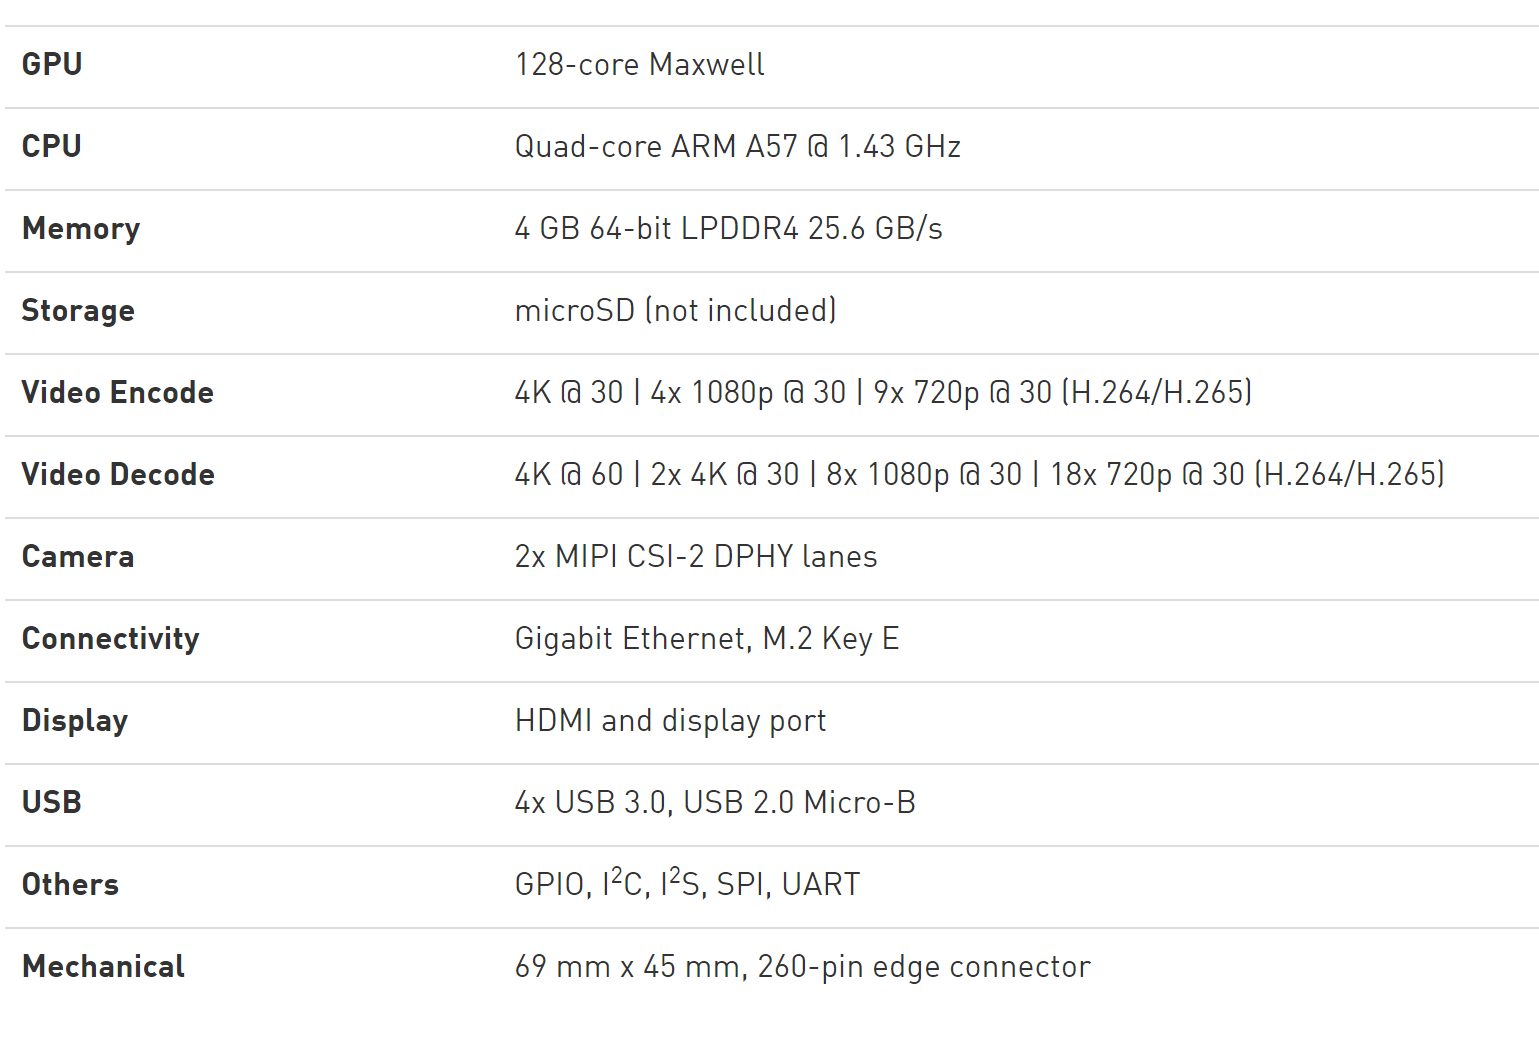 GPU 128-core Maxwell
CPU Quad-core ARM A57 @ 1.43 GHz
Memory 4 GB 64-bit LPDDR4 25.6 GB/s
Storage microSD (not included)
Video Encode 4K @ 30 | 4x 1080p @ 30 | 9x 720p @ 30 (H.264/H.265)
Video Decode 4K @ 60 | 2x 4K @ 30 | 8x 1080p @ 30 | 18x 720p @ 30 (H.264/H.265)
Camera 2x MIPI CSI-2 DPHY lanes
Connectivity Gigabit Ethernet, M.2 Key E
Display HDMI and display port
USB 4x USB 3.0, USB 2.0 Micro-B
Others GPIO, I²C, I²S, SPI, UART
Mechanical 69 mm x 45 mm, 260-pin edge connector